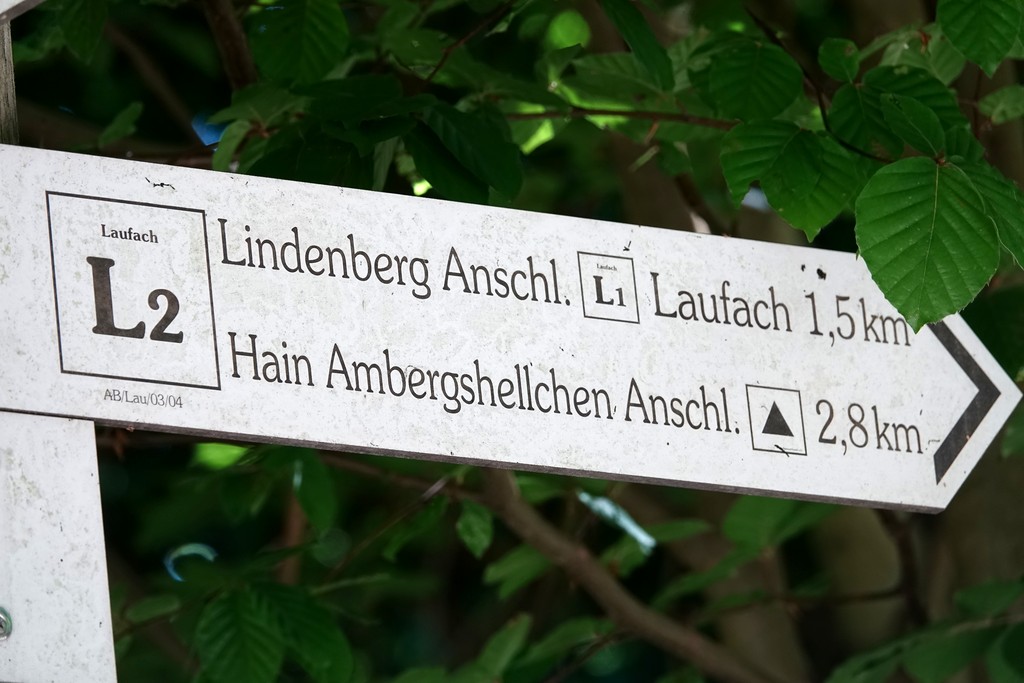 Laufach
L2
AB/Lau/03/04
Lindenberg Anschl. Laufach L1 Laufach 1,5 km
Hain Ambergshellchen Anschl. 2,8 km